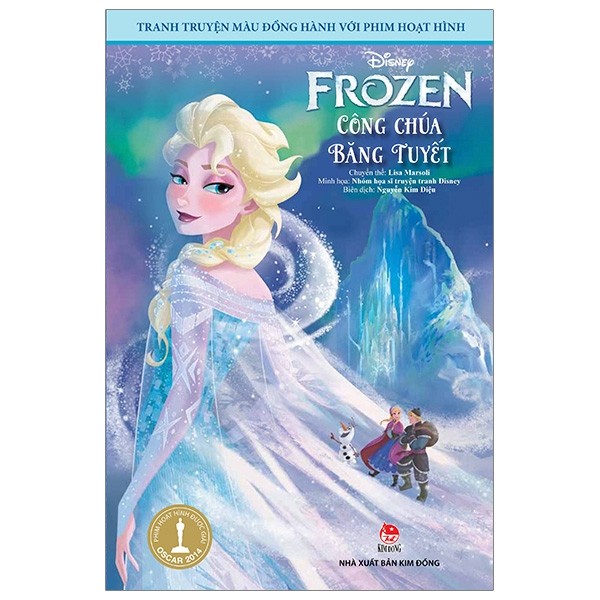 TRANH TRUYỆN MÀU ĐỒNG HÀNH VỚI PHIM HOẠT HÌNH
Disney
FROZEN
CÔNG CHÚA
BĂNG TUYẾT
Chuyển thể: Lisa Marsoli
Minh họa: Nhóm họa sĩ truyện tranh Disney
Biên dịch: Nguyễn Kim Diệu
PHIM HOẠT HÌNH ĐƯỢC GIẢI
OSCAR 2014
KIM ĐỒNG
NHÀ XUẤT BẢN KIM ĐỒNG